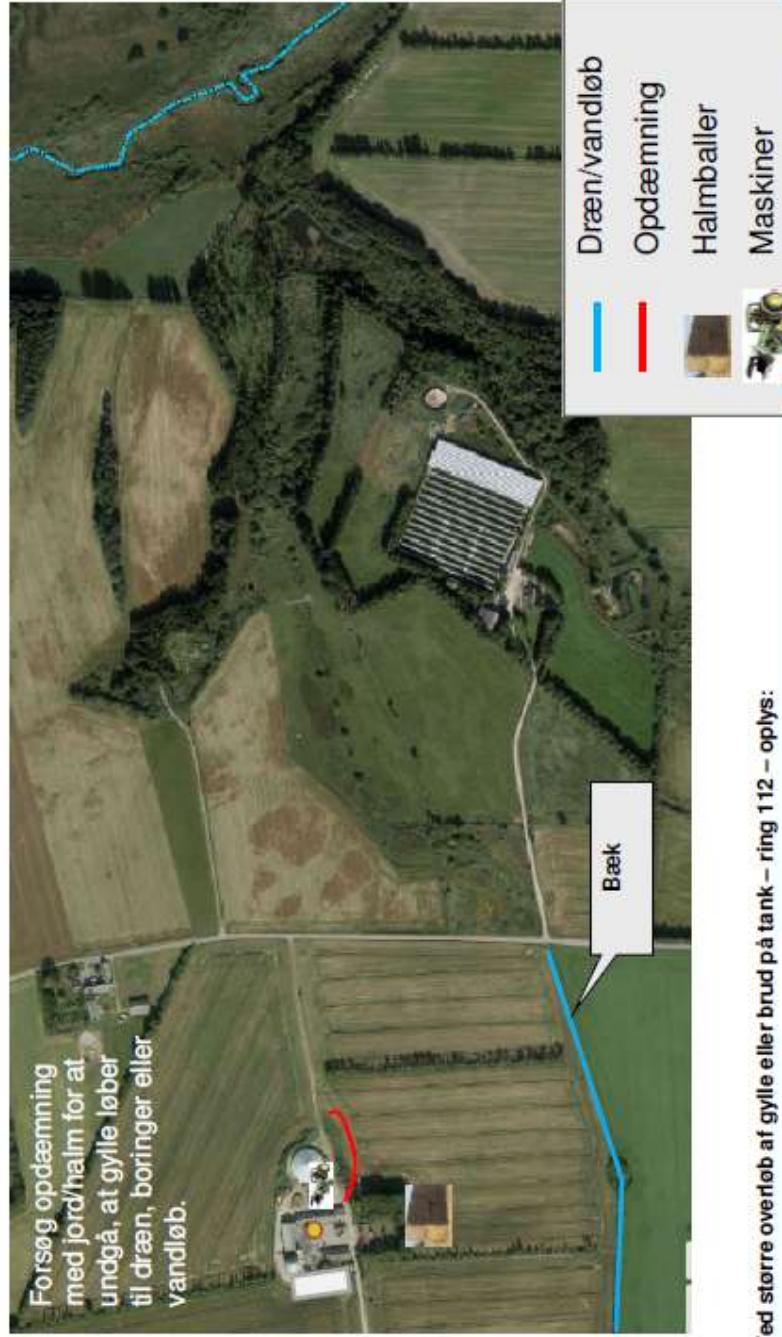 Forsøg opdæmning
med jord/halm for at
undgå, at gylle løber
til dræn, boringer eller
vandløb.
Bæk
Dræn/vandløb
Opdæmning
Halmballer
Maskiner
ed større overløb af gylle eller brud på tank – ring 112 – oplys: